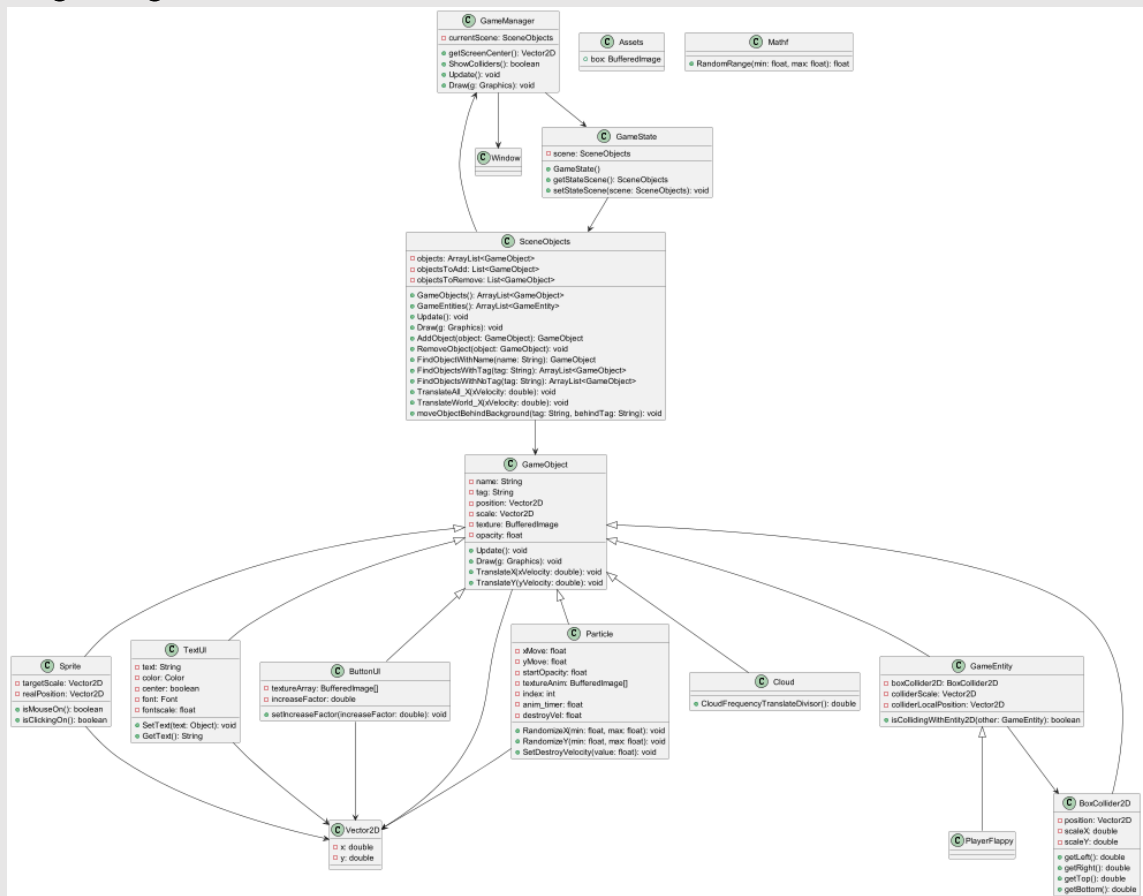 C GameManager
currentScene: SceneObjects
getScreenCenter(): Vector2D
ShowColliders(): boolean
Update(): void
Draw(g: Graphics): void
C Assets
box: BufferedImage
C Mathf
RandomRange(min: float, max: float): float
C Window
C GameState
scene: SceneObjects
GameState()
getStateScene(): SceneObjects
setStateScene(scene: SceneObjects): void
C SceneObjects
objects: ArrayList<GameObject>
objectsToAdd: List<GameObject>
objectsToRemove: List<GameObject>
GameObjects(): ArrayList<GameObject>
GameEntities(): ArrayList<GameEntity>
Update(): void
Draw(g: Graphics): void
AddObject(object: GameObject): GameObject
RemoveObject(object: GameObject): void
FindObjectWithName(name: String): GameObject
FindObjectsWithTag(tag: String): ArrayList<GameObject>
FindObjectsWithNoTag(tag: String): ArrayList<GameObject>
TranslateAll_X(xVelocity: double): void
TranslateWorld_X(xVelocity: double): void
moveObjectBehindBackground(tag: String, behindTag: String): void
C GameObject
name: String
tag: String
position: Vector2D
scale: Vector2D
texture: BufferedImage
opacity: float
Update(): void
Draw(g: Graphics): void
TranslateX(xVelocity: double): void
TranslateY(yVelocity: double): void
C Sprite
targetScale: Vector2D
realPosition: Vector2D
isMouseOn(): boolean
isClickingOn(): boolean
C TextUI
text: String
color: Color
center: boolean
font: Font
fontscale: float
SetText(text: Object): void
GetText(): String
C ButtonUI
textureArray: BufferedImage[]
increaseFactor: double
setIncreaseFactor(increaseFactor: double): void
C Particle
xMove: float
yMove: float
startOpacity: float
textureAnim: BufferedImage[]
index: int
anim_timer: float
destroyVel: float
RandomizeX(min: float, max: float): void
RandomizeY(min: float, max: float): void
SetDestroyVelocity(value: float): void
C Cloud
CloudFrequencyTranslateDivisor(): double
C GameEntity
boxCollider2D: BoxCollider2D
colliderScale: Vector2D
colliderLocalPosition: Vector2D
isCollidingWithEntity2D(other: GameEntity): boolean
C Vector2D
x: double
y: double
C PlayerFlappy
C BoxCollider2D
position: Vector2D
scaleX: double
scaleY: double
getLeft(): double
getRight(): double
getTop(): double
getBottom(): double